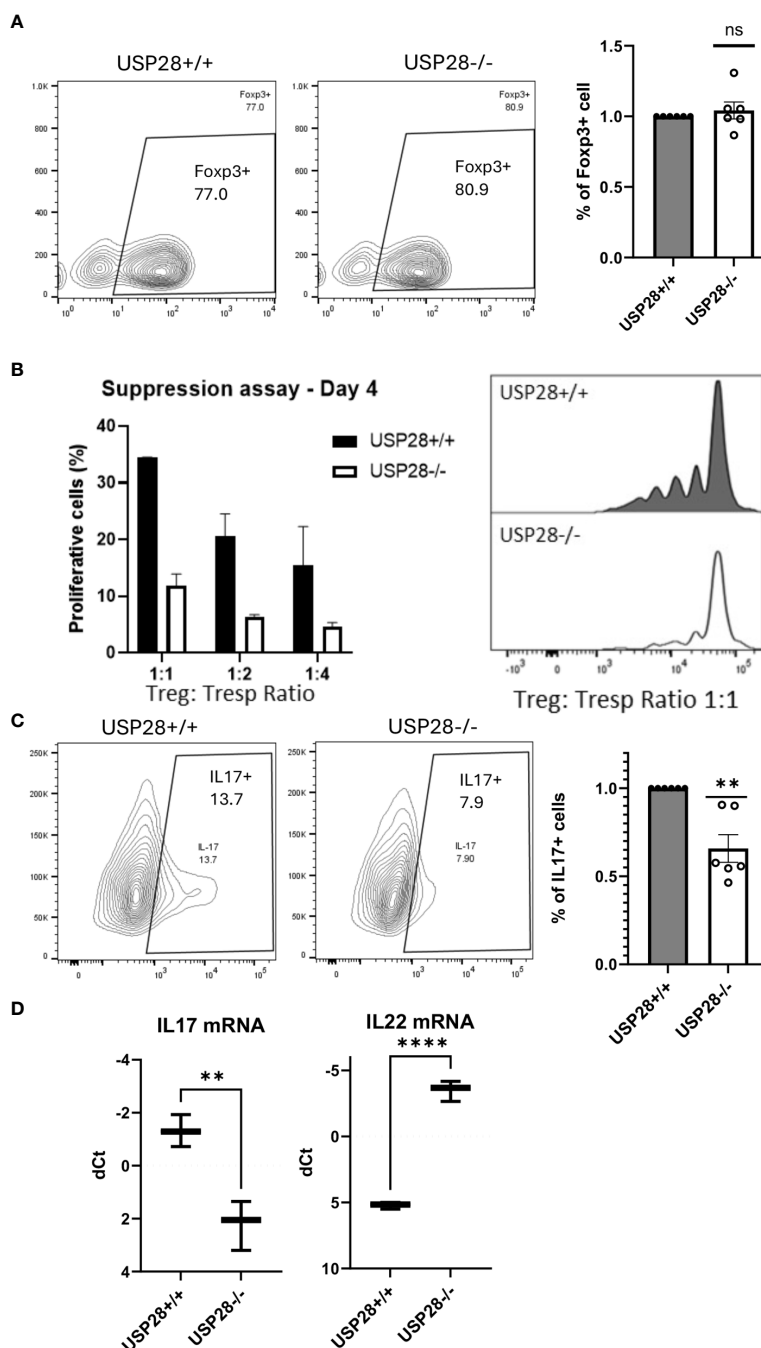 A
USP28+/+
USP28-/-
1.0K
800
600
400
200
0
10^0 10^1 10^2 10^3 10^4
Foxp3+
77.0
Foxp3+
77.0
1.0K
800
600
400
200
0
10^0 10^1 10^2 10^3 10^4
Foxp3+
80.9
Foxp3+
80.9
ns
% of Foxp3+ cell
1.5
1.0
0.5
0.0
USP28+/+
USP28-/-
B
Suppression assay - Day 4
Proliferative cells (%)
40
30
20
10
0
1:1 1:2 1:4
Treg: Tresp Ratio
USP28+/+
USP28-/-
USP28+/+
USP28-/-
-10^3 0 10^3 10^4 10^5
Treg: Tresp Ratio 1:1
C
USP28+/+
USP28-/-
250K
200K
150K
100K
50K
0
0 10^3 10^4 10^5
IL17+
13.7
IL-17
13.7
250K
200K
150K
100K
50K
0
0 10^3 10^4 10^5
IL17+
7.9
IL-17
7.90
**
% of IL17+ cells
1.0
0.5
0.0
USP28+/+
USP28-/-
D
IL17 mRNA
**
dCt
-4
-2
0
2
4
USP28+/+
USP28-/-
IL22 mRNA
****
dCt
-5
0
5
10
USP28+/+
USP28-/-